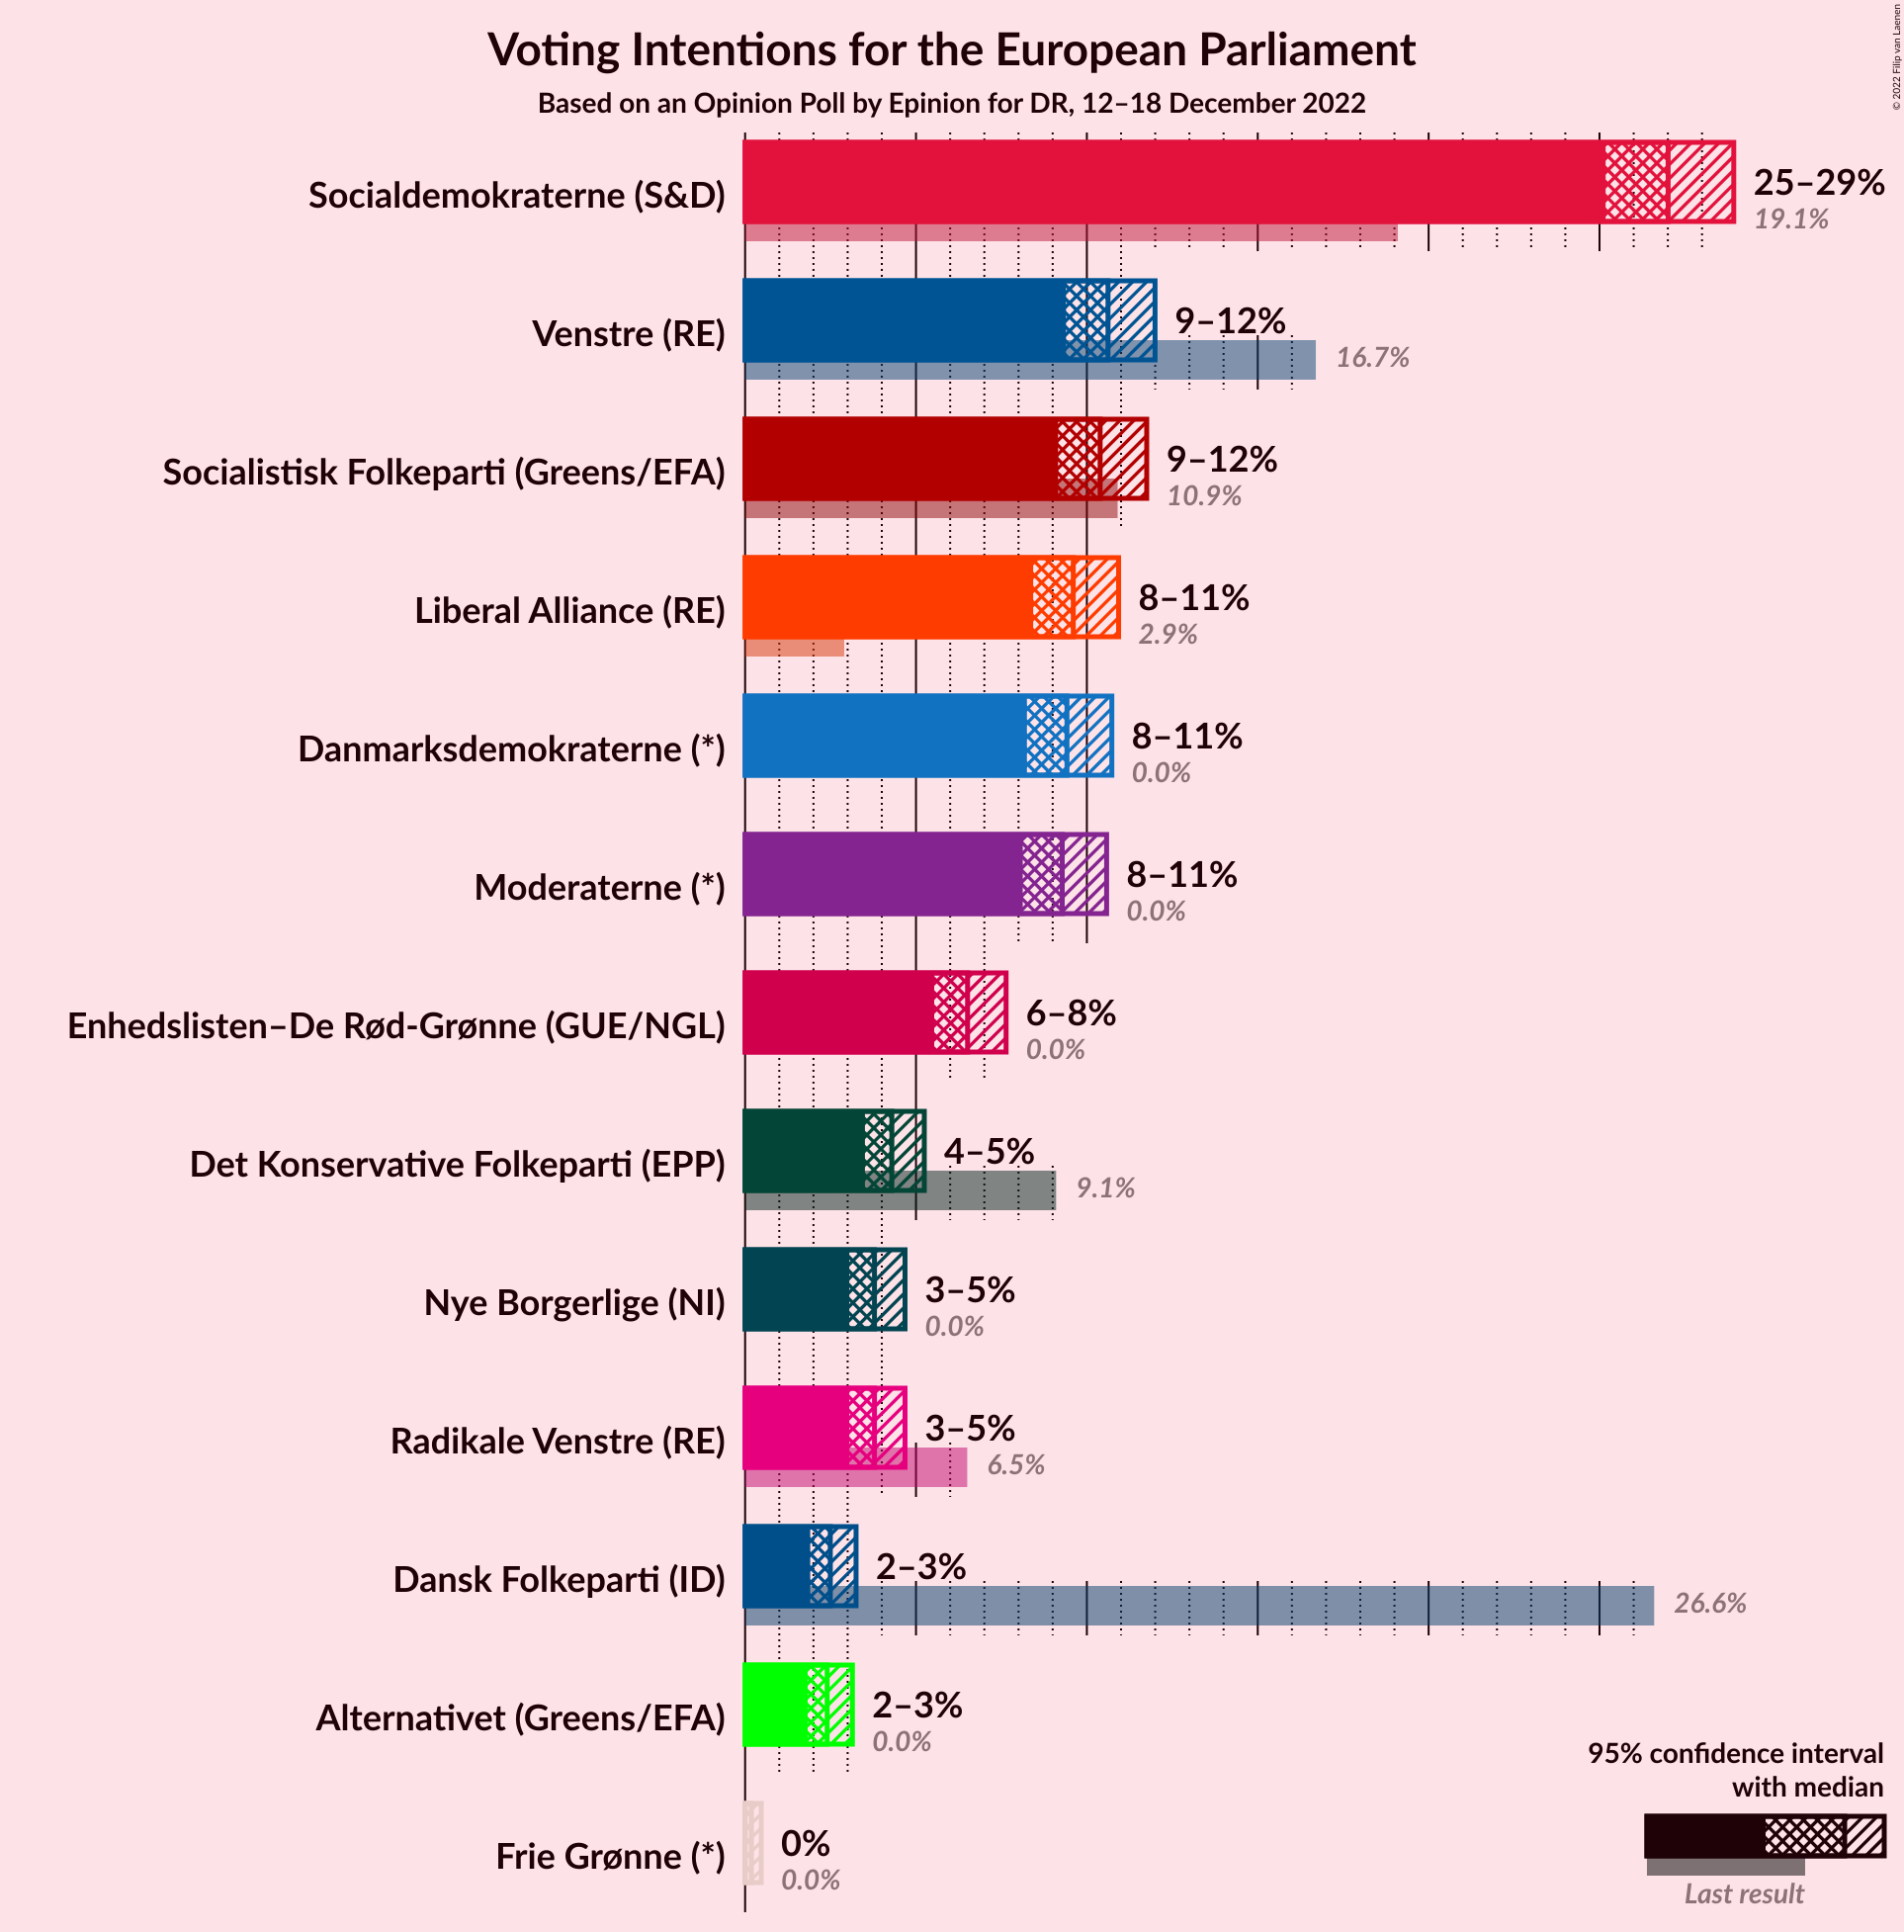 Voting Intentions for the European Parliament
Based on an Opinion Poll by Epinion for DR, 12–18 December 2022
© 2022 Filip van Laenen
Socialdemokraterne (S&D)
25–29%
19.1%
Venstre (RE)
9–12%
16.7%
Socialistisk Folkeparti (Greens/EFA)
9–12%
10.9%
Liberal Alliance (RE)
8–11%
2.9%
Danmarksdemokraterne (*)
8–11%
0.0%
Moderaterne (*)
8–11%
0.0%
Enhedslisten–De Rød-Grønne (GUE/NGL)
6–8%
0.0%
Det Konservative Folkeparti (EPP)
4–5%
9.1%
Nye Borgerlige (NI)
3–5%
0.0%
Radikale Venstre (RE)
3–5%
6.5%
Dansk Folkeparti (ID)
2–3%
26.6%
Alternativet (Greens/EFA)
2–3%
0.0%
Frie Grønne (*)
0%
0.0%
95% confidence interval
with median
Last result